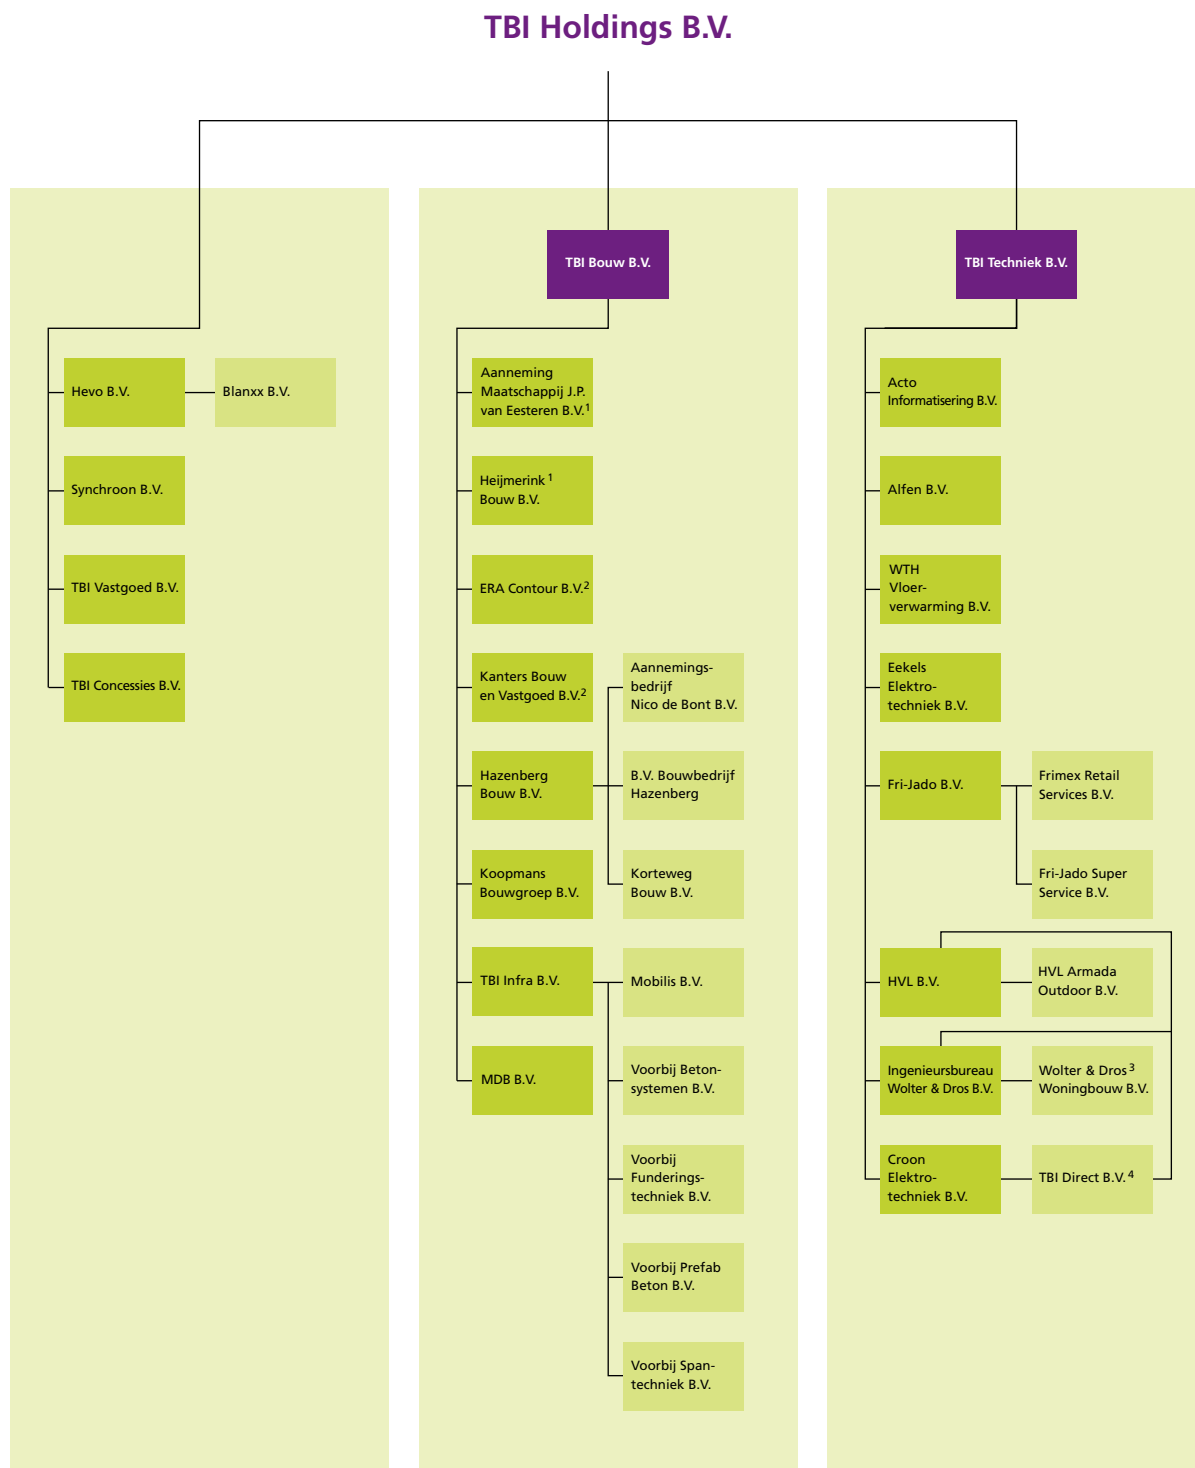 TBI Holdings B.V.
Hevo B.V.
Blanxx B.V.
Synchroon B.V.
TBI Vastgoed B.V.
TBI Concessies B.V.
TBI Bouw B.V.
Aanneming
Maatschappij J.P.
van Eesteren B.V.¹
Heijmerink ¹
Bouw B.V.
ERA Contour B.V.²
Kanters Bouw
en Vastgoed B.V.²
Hazenberg
Bouw B.V.
Aannemings-
bedrijf
Nico de Bont B.V.
B.V. Bouwbedrijf
Hazenberg
Korteweg
Bouw B.V.
Koopmans
Bouwgroep B.V.
TBI Infra B.V.
Mobilis B.V.
Voorbij Beton-
systemen B.V.
Voorbij
Funderings-
techniek B.V.
Voorbij Prefab
Beton B.V.
Voorbij Span-
techniek B.V.
MDB B.V.
TBI Techniek B.V.
Acto
Informatisering B.V.
Alfen B.V.
WTH
Vloer-
verwarming B.V.
Eekels
Elektro-
techniek B.V.
Fri-Jado B.V.
Frimex Retail
Services B.V.
Fri-Jado Super
Service B.V.
HVL B.V.
HVL Armada
Outdoor B.V.
Ingenieursbureau
Wolter & Dros B.V.
Wolter & Dros ³
Woningbouw B.V.
Croon
Elektro-
techniek B.V.
TBI Direct B.V. ⁴